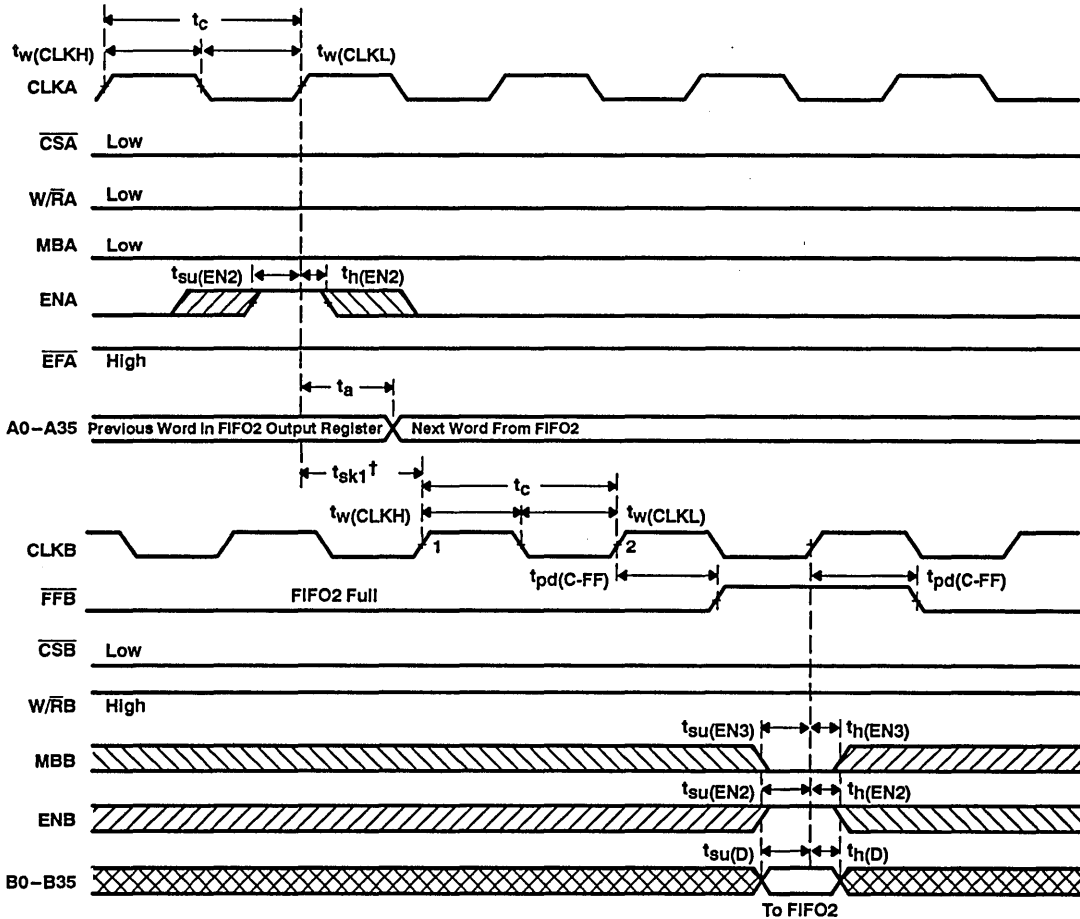 tc
tw(CLKH) tw(CLKL)
CLKA
CSA Low
W/RA Low
MBA Low
tsu(EN2) th(EN2)
ENA
EFA High
ta
A0–A35 Previous Word In FIFO2 Output Register Next Word From FIFO2
tsk1†
tc
tw(CLKH) tw(CLKL)
CLKB 1 2
tpd(C-FF) tpd(C-FF)
FFB FIFO2 Full
CSB Low
W/RB High
tsu(EN3) th(EN3)
MBB
tsu(EN2) th(EN2)
ENB
tsu(D) th(D)
B0–B35
To FIFO2